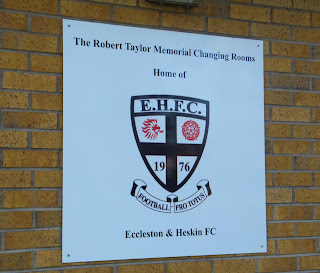 The Robert Taylor Memorial Changing Rooms
Home of
E.H.F.C.
19 76
FOOTBALL PRO TOTUS
Eccleston & Heskin FC